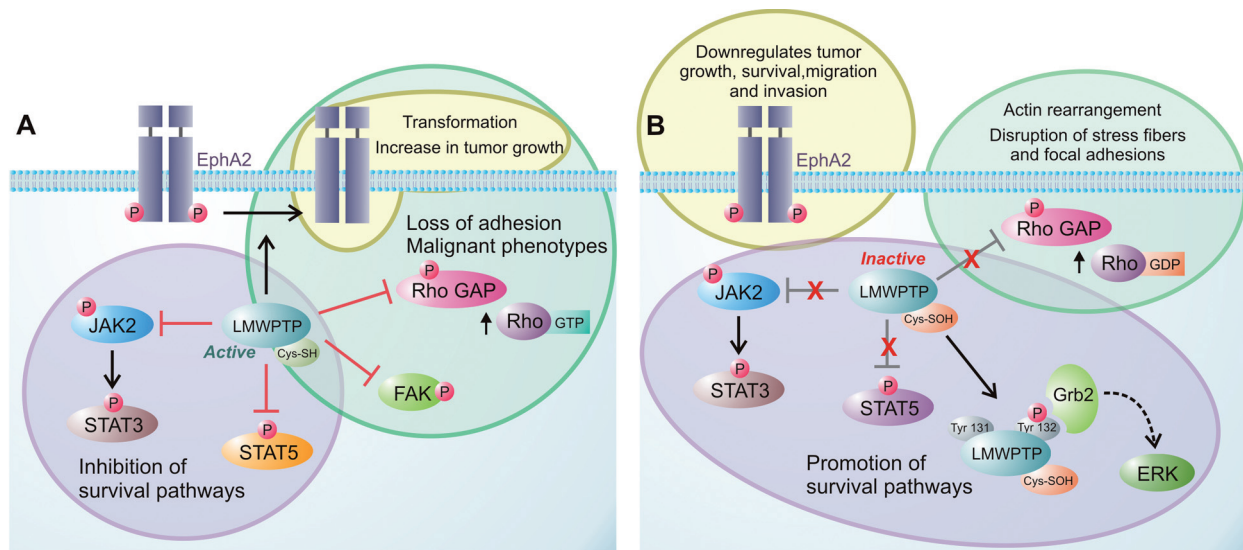 A
EphA2
P
P
Transformation
Increase in tumor growth
Loss of adhesion
Malignant phenotypes
P
Rho GAP
Rho
GTP
P
JAK2
LMWPTP
Active
Cys-SH
FAK
P
P
STAT3
P
STAT5
Inhibition of
survival pathways
B
Downregulates tumor
growth, survival,migration
and invasion
EphA2
P
P
Actin rearrangement
Disruption of stress fibers
and focal adhesions
P
Rho GAP
Rho
GDP
Inactive
P
JAK2
X
LMWPTP
X
Cys-SOH
X
P
STAT3
P
STAT5
P
Grb2
Tyr 131
Tyr 132
LMWPTP
Cys-SOH
ERK
Promotion of
survival pathways